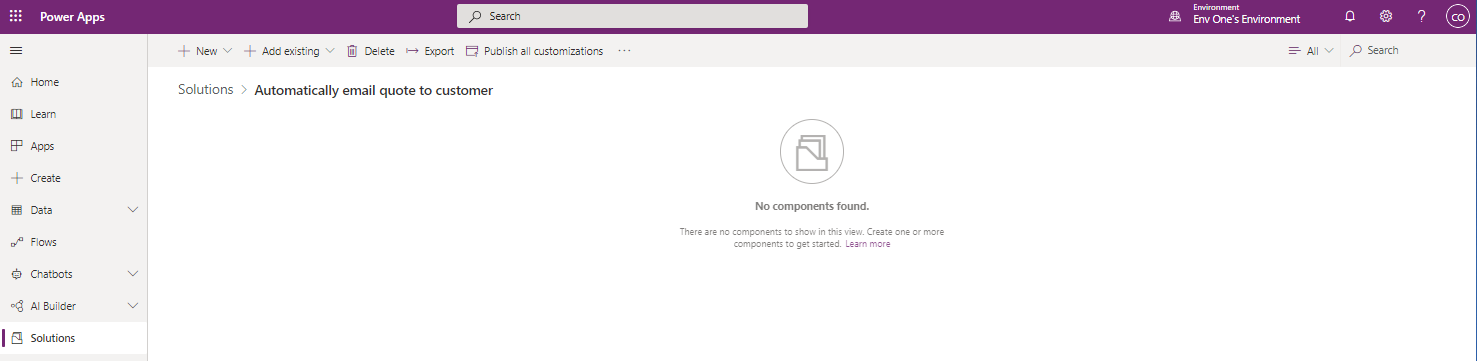 Power Apps
Search
Environment
Env One's Environment
?
CO
New
Add existing
Delete
Export
Publish all customizations
...
All
Search
Home
Learn
Apps
Create
Data
Flows
Chatbots
AI Builder
Solutions
Solutions > Automatically email quote to customer
No components found.
There are no components to show in this view. Create one or more
components to get started. Learn more